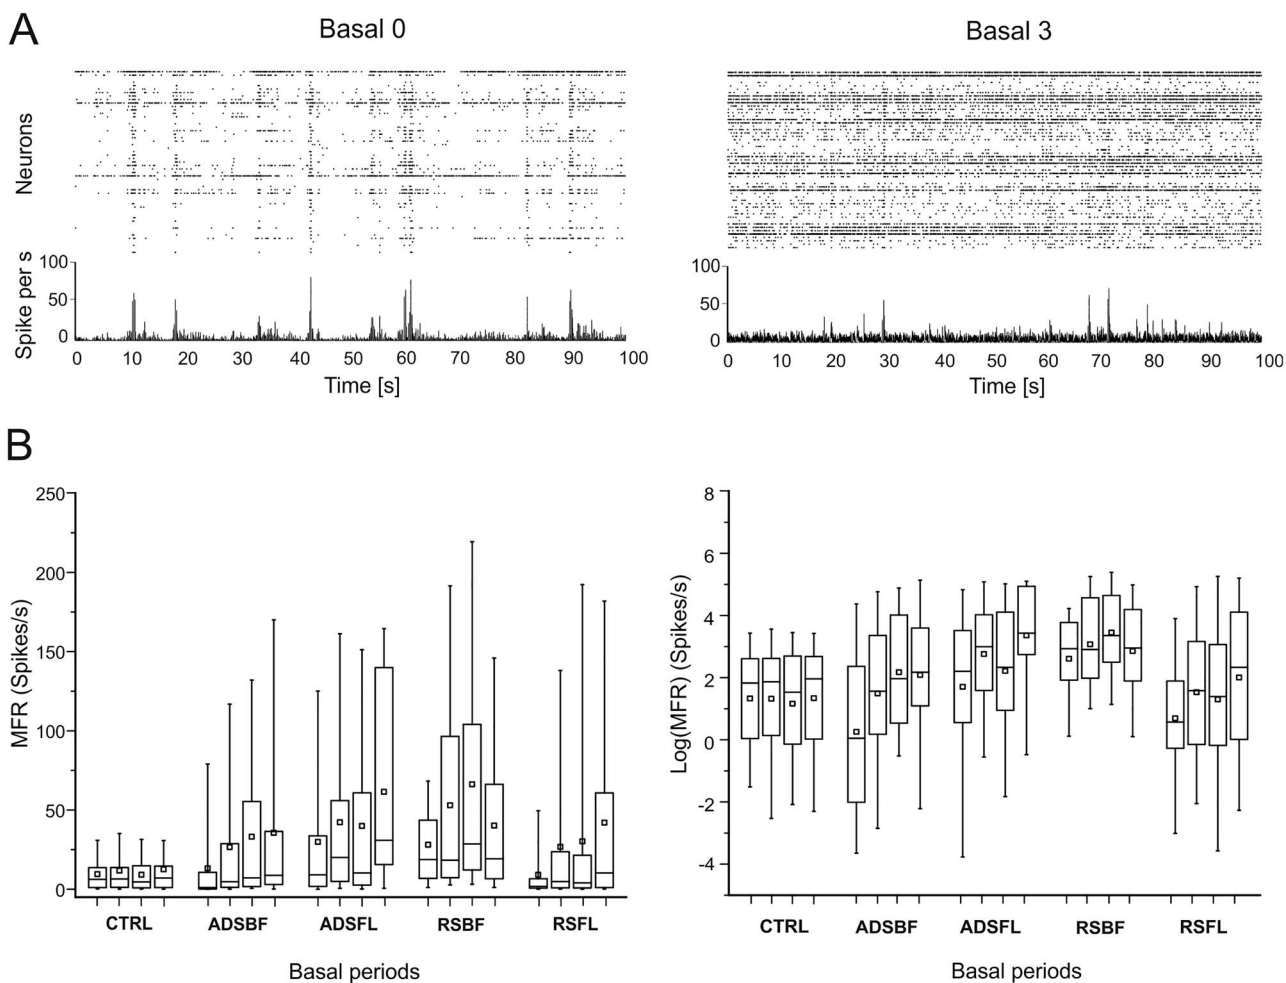 A
Basal 0
Basal 3
Neurons
Spike per s
100
50
0
0 10 20 30 40 50 60 70 80 90 100
Time [s]
100
50
0
0 10 20 30 40 50 60 70 80 90 100
Time [s]
B
MFR (Spikes/s)
250
200
150
100
50
0
CTRL ADSBF ADSFL RSBF RSFL
Basal periods
Log(MFR) (Spikes/s)
8
6
4
2
0
-2
-4
CTRL ADSBF ADSFL RSBF RSFL
Basal periods